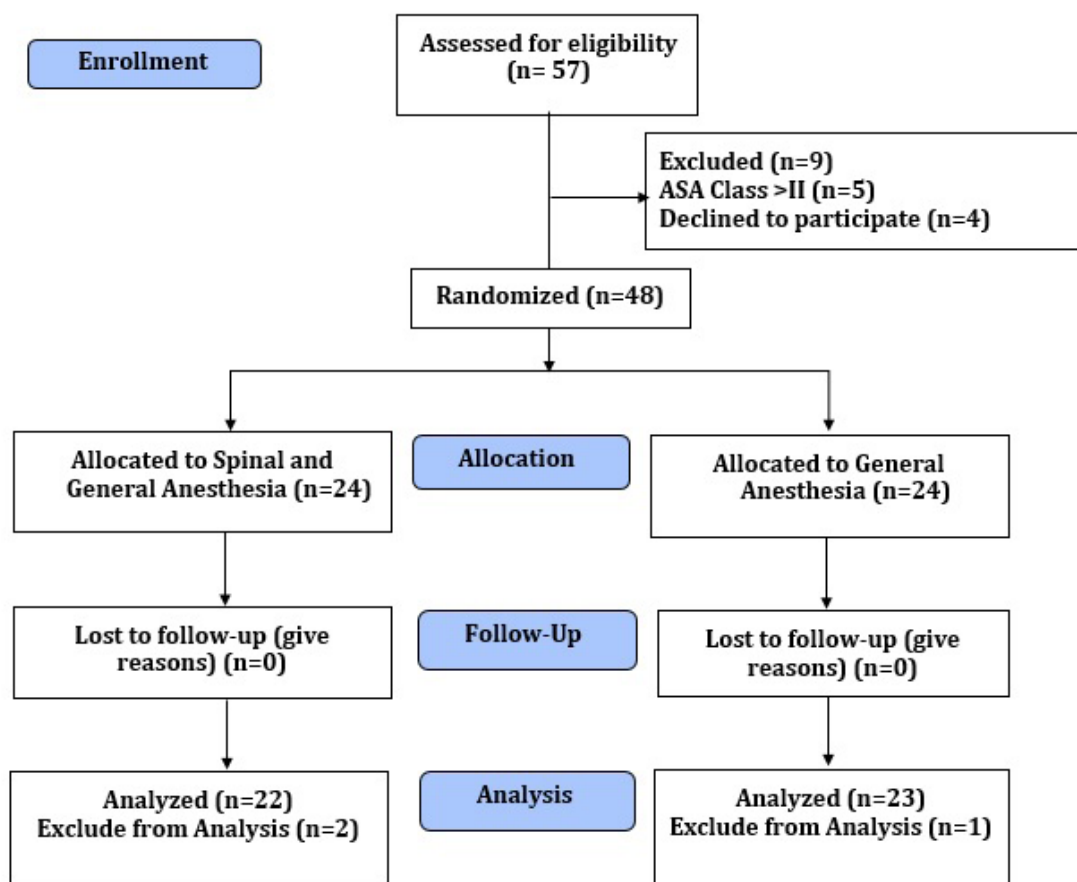 Enrollment
Assessed for eligibility
(n= 57)
Excluded (n=9)
ASA Class >II (n=5)
Declined to participate (n=4)
Randomized (n=48)
Allocated to Spinal and
General Anesthesia (n=24)
Allocation
Allocated to General
Anesthesia (n=24)
Lost to follow-up (give
reasons) (n=0)
Follow-Up
Lost to follow-up (give
reasons) (n=0)
Analyzed (n=22)
Exclude from Analysis (n=2)
Analysis
Analyzed (n=23)
Exclude from Analysis (n=1)